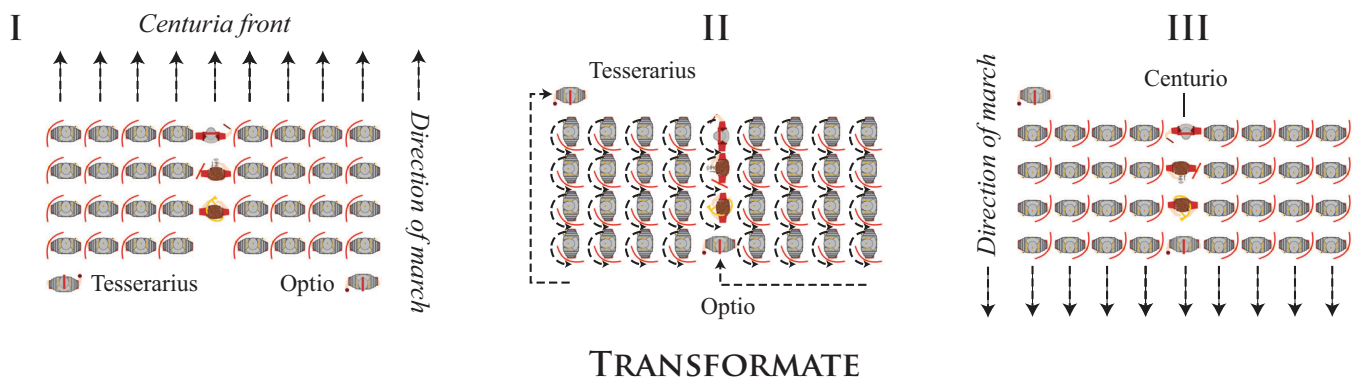 I
Centuria front
Direction of march
Tesserarius
Optio
II
Tesserarius
Optio
III
Centurio
Direction of march
TRANSFORMATE